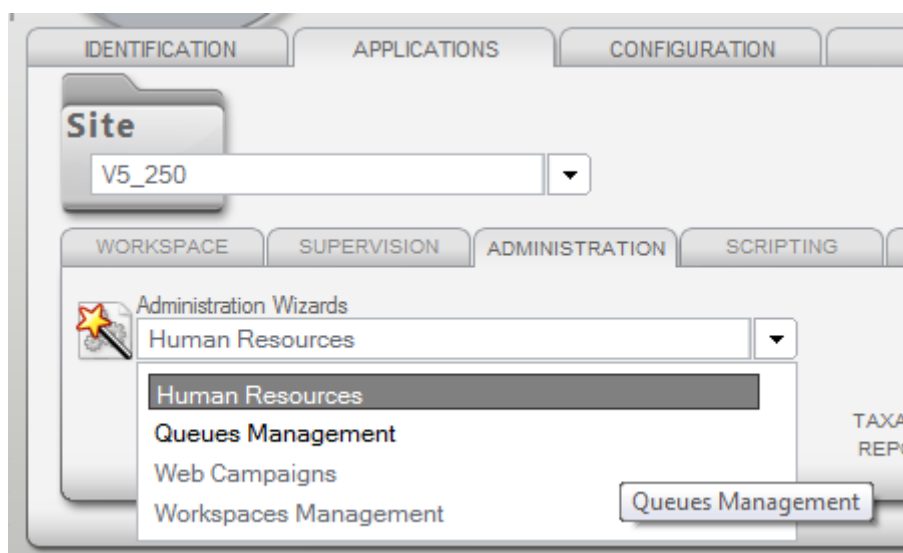 IDENTIFICATION APPLICATIONS CONFIGURATION
Site
V5_250
WORKSPACE SUPERVISION ADMINISTRATION SCRIPTING
Administration Wizards
Human Resources
Human Resources
Queues Management
Web Campaigns
Workspaces Management
Queues Management